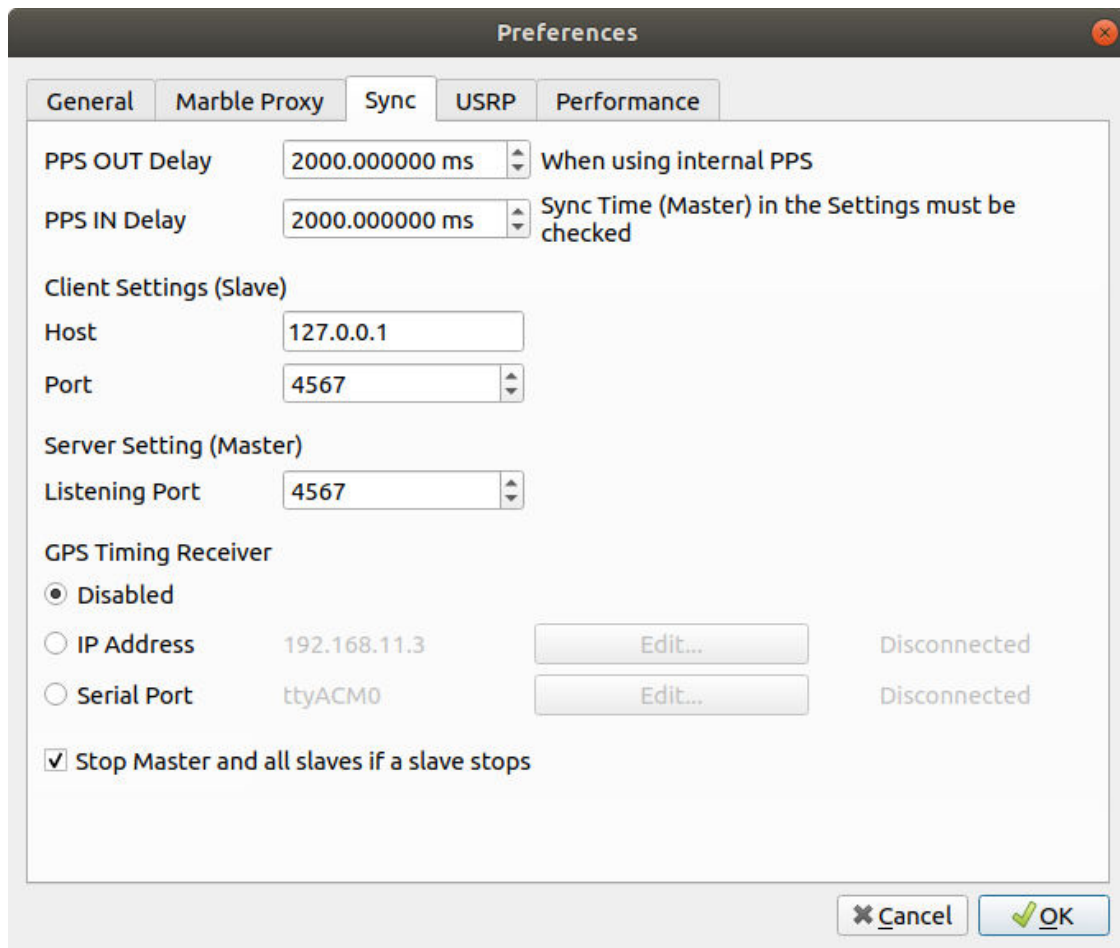 Preferences
General Marble Proxy Sync USRP Performance
PPS OUT Delay 2000.000000 ms When using internal PPS
PPS IN Delay 2000.000000 ms Sync Time (Master) in the Settings must be
checked
Client Settings (Slave)
Host 127.0.0.1
Port 4567
Server Setting (Master)
Listening Port 4567
GPS Timing Receiver
Disabled
IP Address 192.168.11.3 Edit... Disconnected
Serial Port ttyACM0 Edit... Disconnected
Stop Master and all slaves if a slave stops
Cancel OK